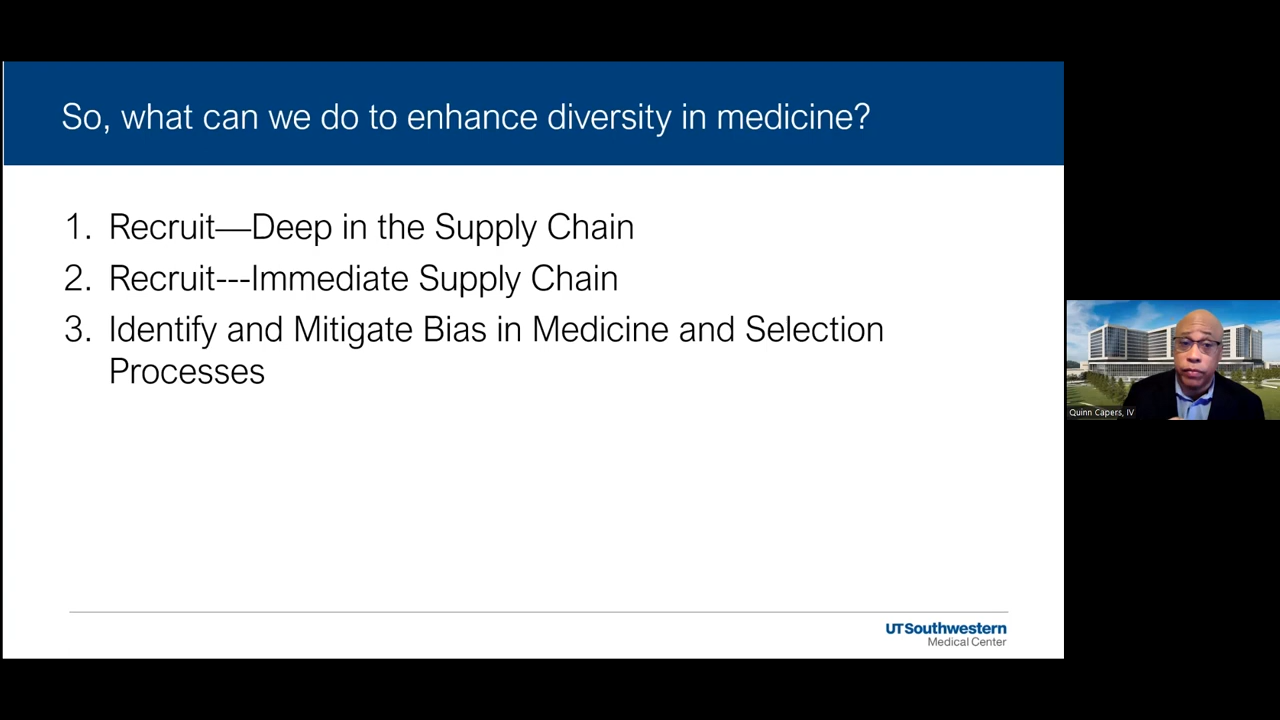 So, what can we do to enhance diversity in medicine?
1. Recruit—Deep in the Supply Chain
2. Recruit---Immediate Supply Chain
3. Identify and Mitigate Bias in Medicine and Selection
Processes
Quinn Capers, IV
UTSouthwestern
Medical Center